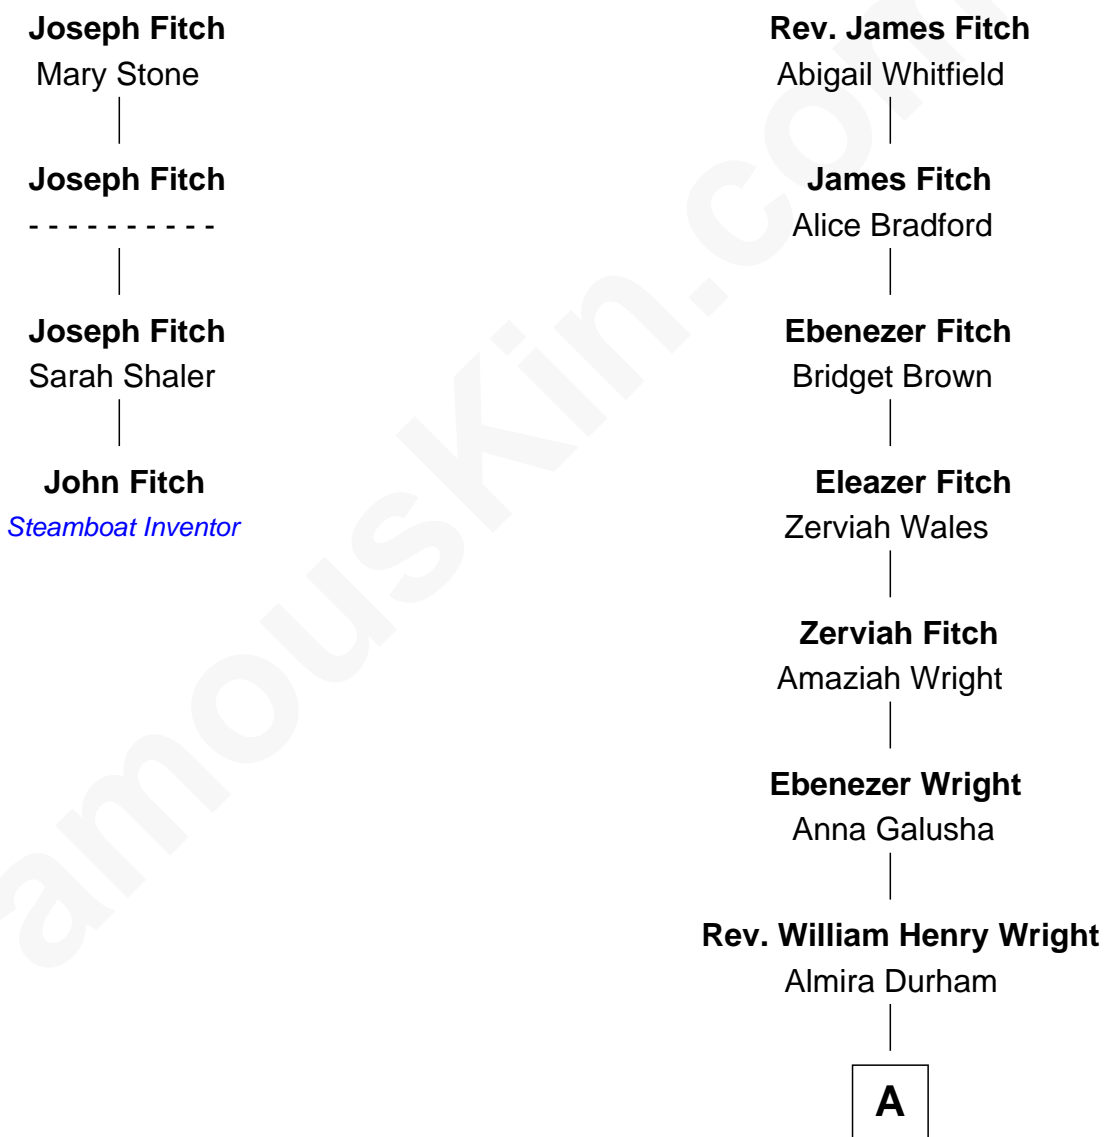 Joseph Fitch
Mary Stone
Joseph Fitch
- - - - - - - - - -
Joseph Fitch
Sarah Shaler
John Fitch
Steamboat Inventor
Rev. James Fitch
Abigail Whitfield
James Fitch
Alice Bradford
Ebenezer Fitch
Bridget Brown
Eleazer Fitch
Zerviah Wales
Zerviah Fitch
Amaziah Wright
Ebenezer Wright
Anna Galusha
Rev. William Henry Wright
Almira Durham
A
amousKin.com